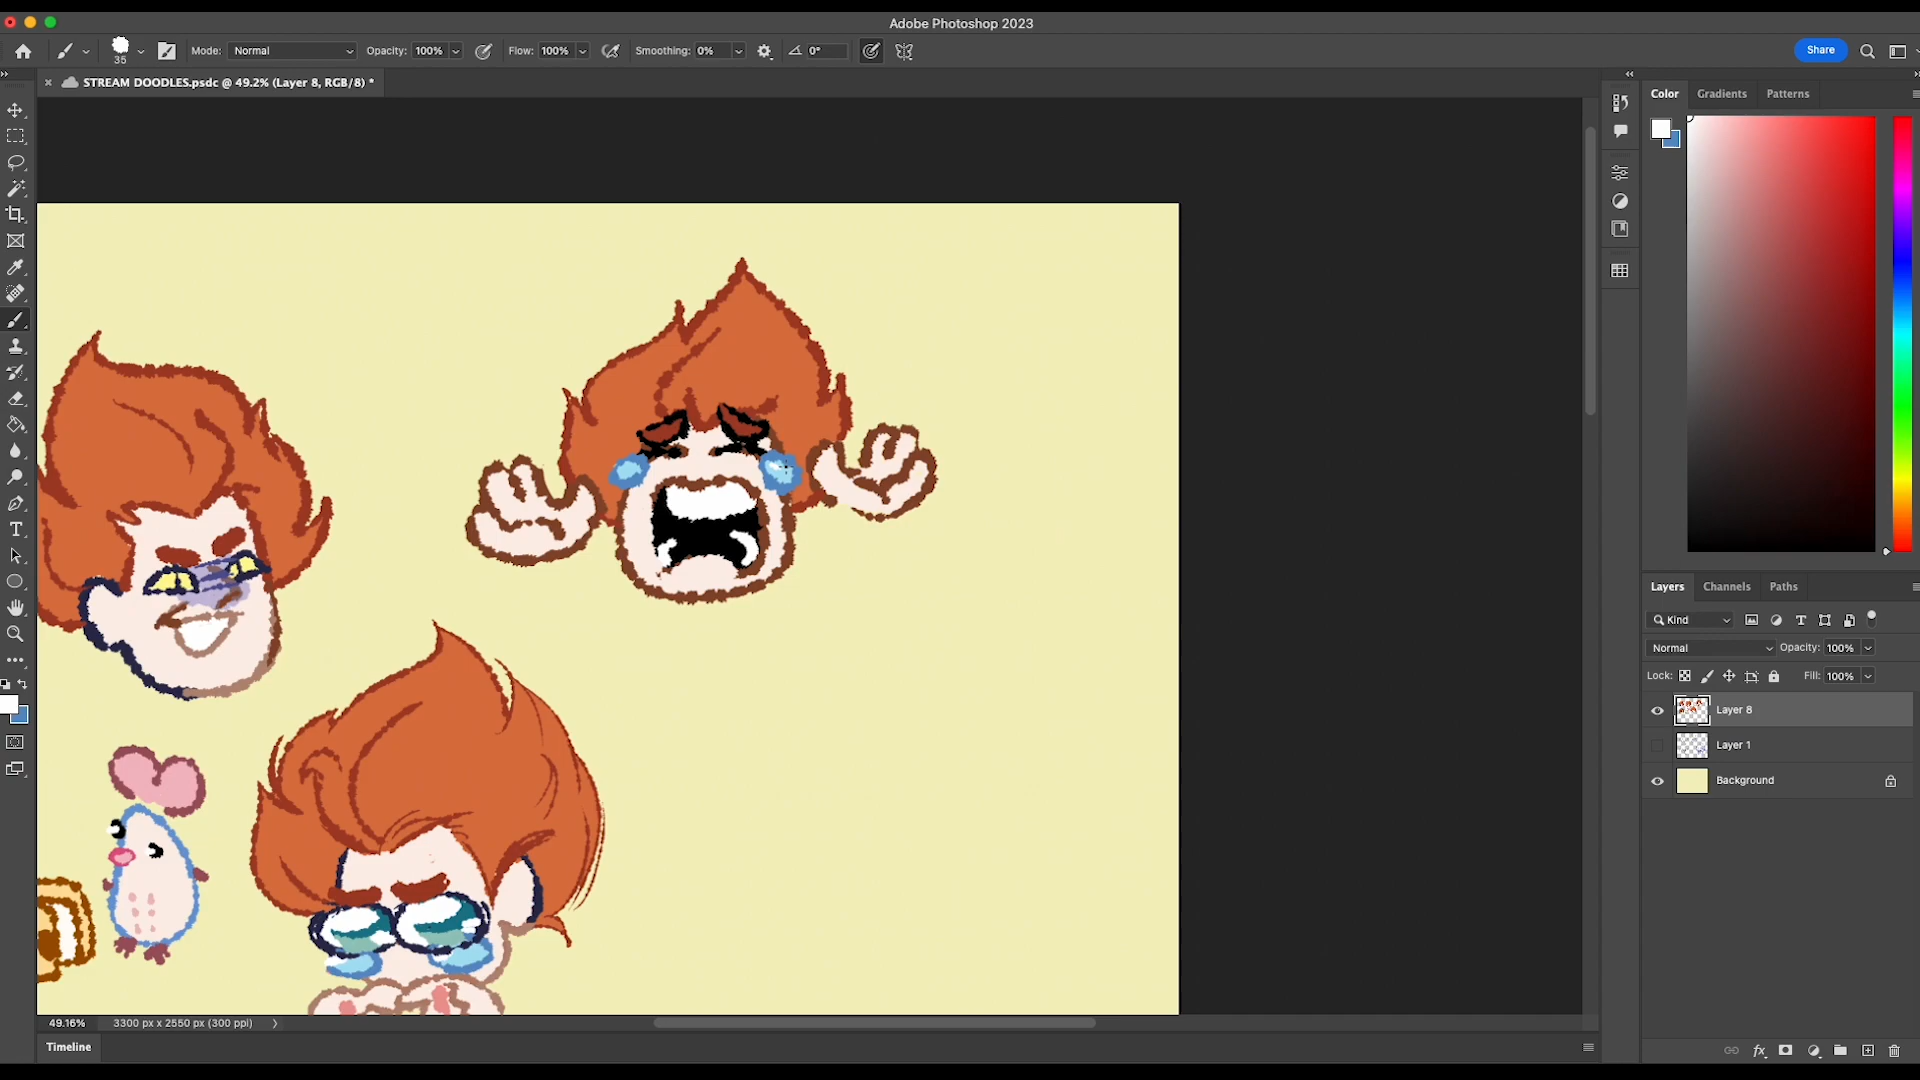 Adobe Photoshop 2023
35 Mode: Normal Opacity: 100% Flow: 100% Smoothing: 0% 0° Share
STREAM DOODLES.psdc @ 49.2% (Layer 8, RGB/8) *
Color Gradients Patterns
Layers Channels Paths
Kind
Normal Opacity: 100%
Lock: Fill: 100%
Layer 8
Layer 1
Background
49.16% 3300 px x 2550 px (300 ppi)
Timeline